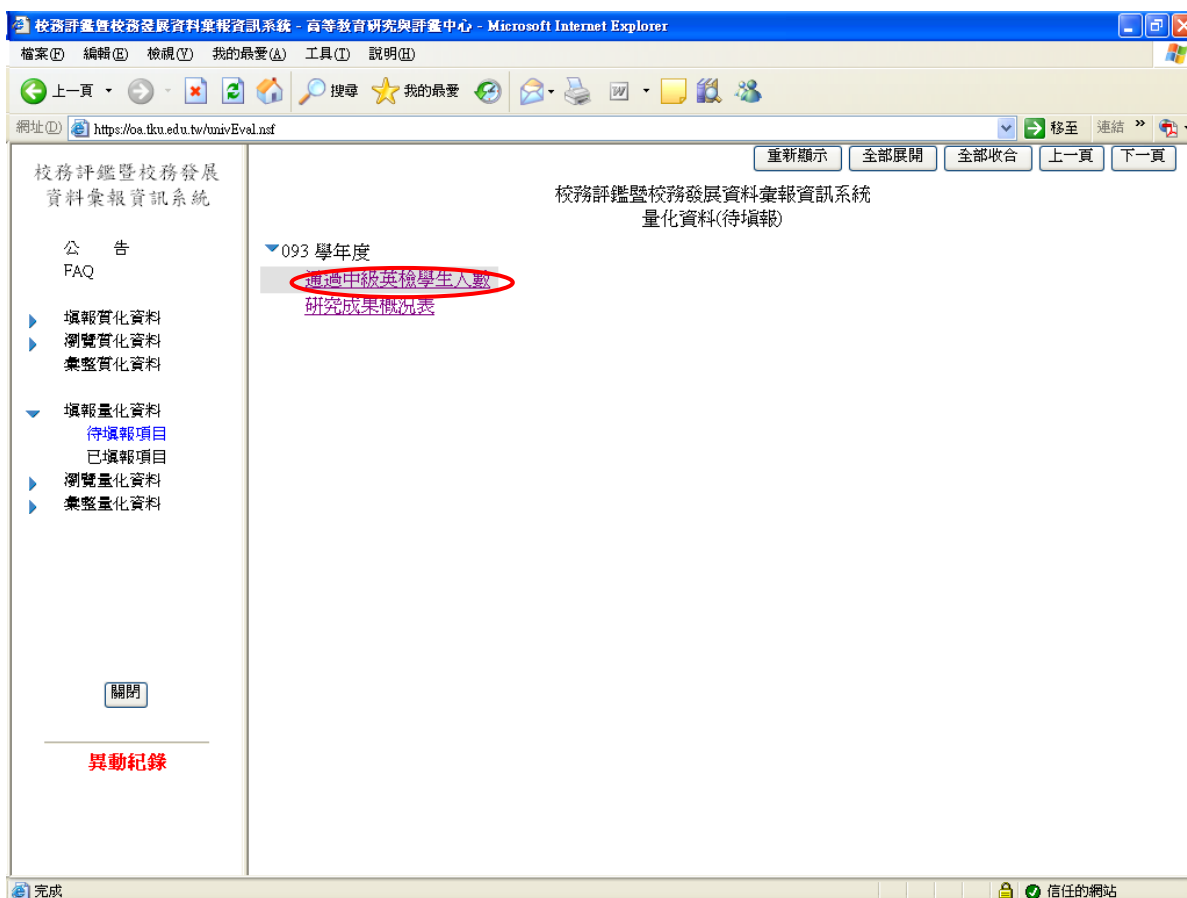 校務評鑑暨校務發展資料彙報資訊系統 - 高等教育研究與評鑑中心 - Microsoft Internet Explorer
檔案(F) 編輯(E) 檢視(V) 我的最愛(A) 工具(T) 說明(H)
上一頁 搜尋 我的最愛
網址(D) https://oa.tku.edu.tw/univEval.nsf 移至 連結 »
重新顯示 全部展開 全部收合 上一頁 下一頁
校務評鑑暨校務發展
資料彙報資訊系統
公 告
FAQ
填報質化資料
瀏覽質化資料
彙整質化資料
填報量化資料
待填報項目
已填報項目
瀏覽量化資料
彙整量化資料
關閉
異動紀錄
校務評鑑暨校務發展資料彙報資訊系統
量化資料(待填報)
093 學年度
通過中級英檢學生人數
研究成果概況表
完成 信任的網站